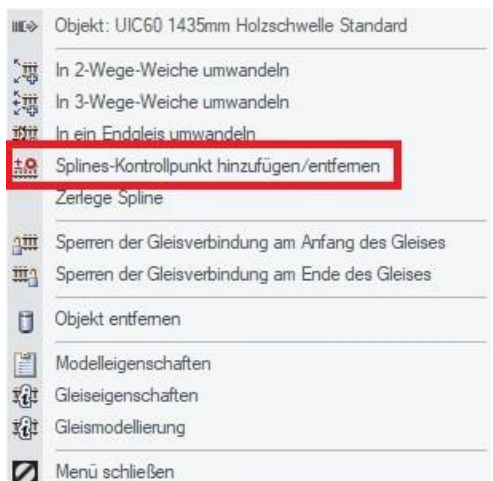 Objekt: UIC60 1435mm Holzschwelle Standard
In 2-Wege-Weiche umwandeln
In 3-Wege-Weiche umwandeln
In ein Endgleis umwandeln
Splines-Kontrollpunkt hinzufügen/entfernen
Zerlege Spline
Sperren der Gleisverbindung am Anfang des Gleises
Sperren der Gleisverbindung am Ende des Gleises
Objekt entfernen
Modelleigenschaften
Gleiseigenschaften
Gleismodellierung
Menü schließen